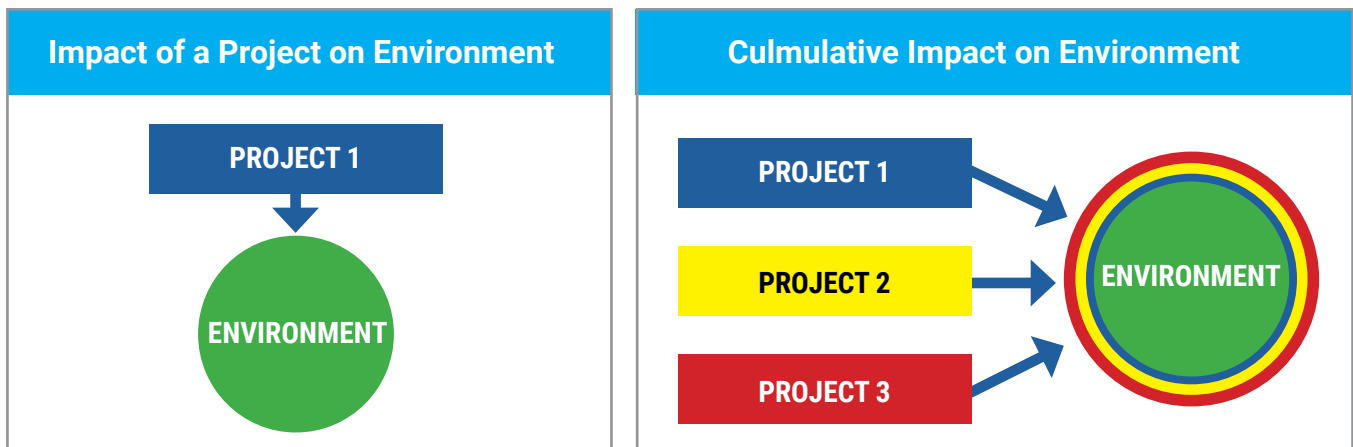 Impact of a Project on Environment
PROJECT 1
ENVIRONMENT
Culmulative Impact on Environment
PROJECT 1
PROJECT 2
PROJECT 3
ENVIRONMENT